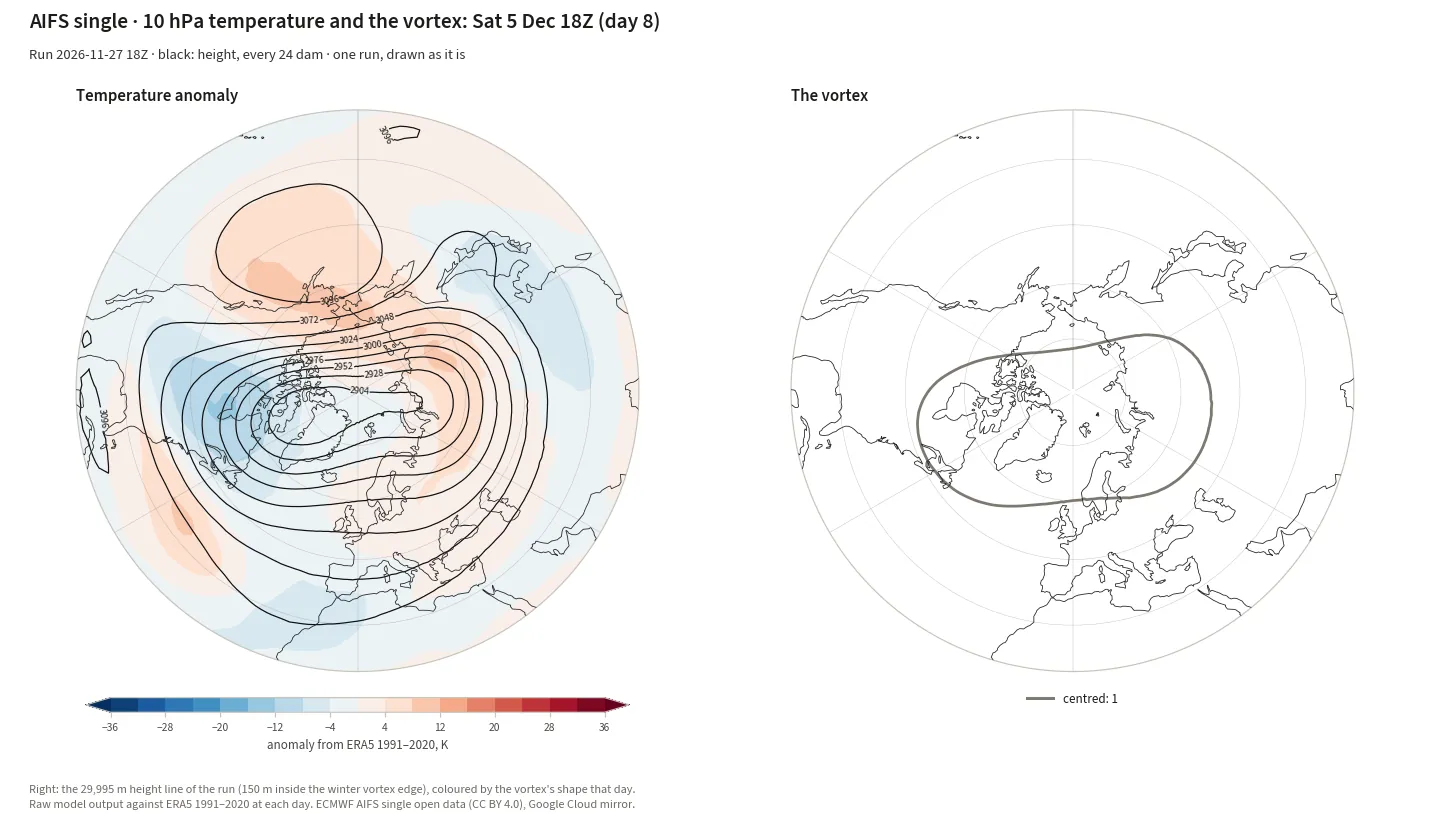 AIFS single · 10 hPa temperature and the vortex: Sat 5 Dec 18Z (day 8)
Run 2026-11-27 18Z · black: height, every 24 dam · one run, drawn as it is
Temperature anomaly
The vortex
3096
3096
3072
3048
3024
3000
2976
2952
2928
2904
3096
−36 −28 −20 −12 −4 4 12 20 28 36
anomaly from ERA5 1991–2020, K
centred: 1
Right: the 29,995 m height line of the run (150 m inside the winter vortex edge), coloured by the vortex's shape that day.
Raw model output against ERA5 1991–2020 at each day. ECMWF AIFS single open data (CC BY 4.0), Google Cloud mirror.